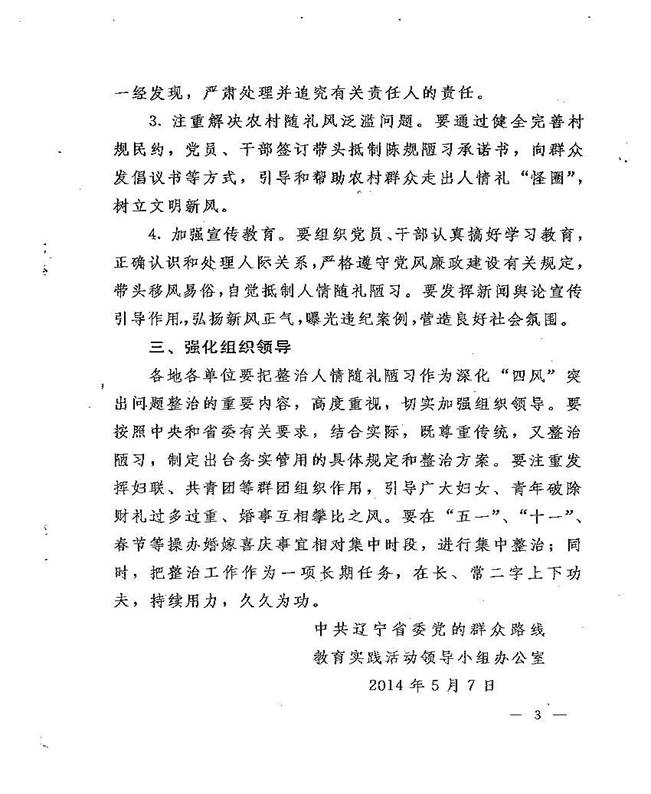 一经发现，严肃处理并追究有关责任人的责任。
3. 注重解决农村随礼风泛滥问题。要通过健全完善村
规民约，党员、干部签订带头抵制陈规陋习承诺书，向群众
发倡议书等方式，引导和帮助农村群众走出人情礼“怪圈”，
树立文明新风。
4. 加强宣传教育。要组织党员、干部认真搞好学习教育，
正确认识和处理人际关系，严格遵守党风廉政建设有关规定，
带头移风易俗，自觉抵制人情随礼陋习。要发挥新闻舆论宣传
引导作用，弘扬新风正气，曝光违纪案例，营造良好社会氛围。
三、强化组织领导
各地各单位要把整治人情随礼陋习作为深化“四风”突
出问题整治的重要内容，高度重视，切实加强组织领导。要
按照中央和省委有关要求，结合实际，既尊重传统，又整治
陋习，制定出台务实管用的具体规定和整治方案。要注重发
挥妇联、共青团等群团组织作用，引导广大妇女、青年破除
财礼过多过重、婚事互相攀比之风。要在“五一”、“十一”、
春节等操办婚嫁喜庆事宜相对集中时段，进行集中整治；同
时，把整治工作作为一项长期任务，在长、常二字上下功
夫，持续用力，久久为功。
中共辽宁省委党的群众路线
教育实践活动领导小组办公室
2014年5月7日
— 3 —